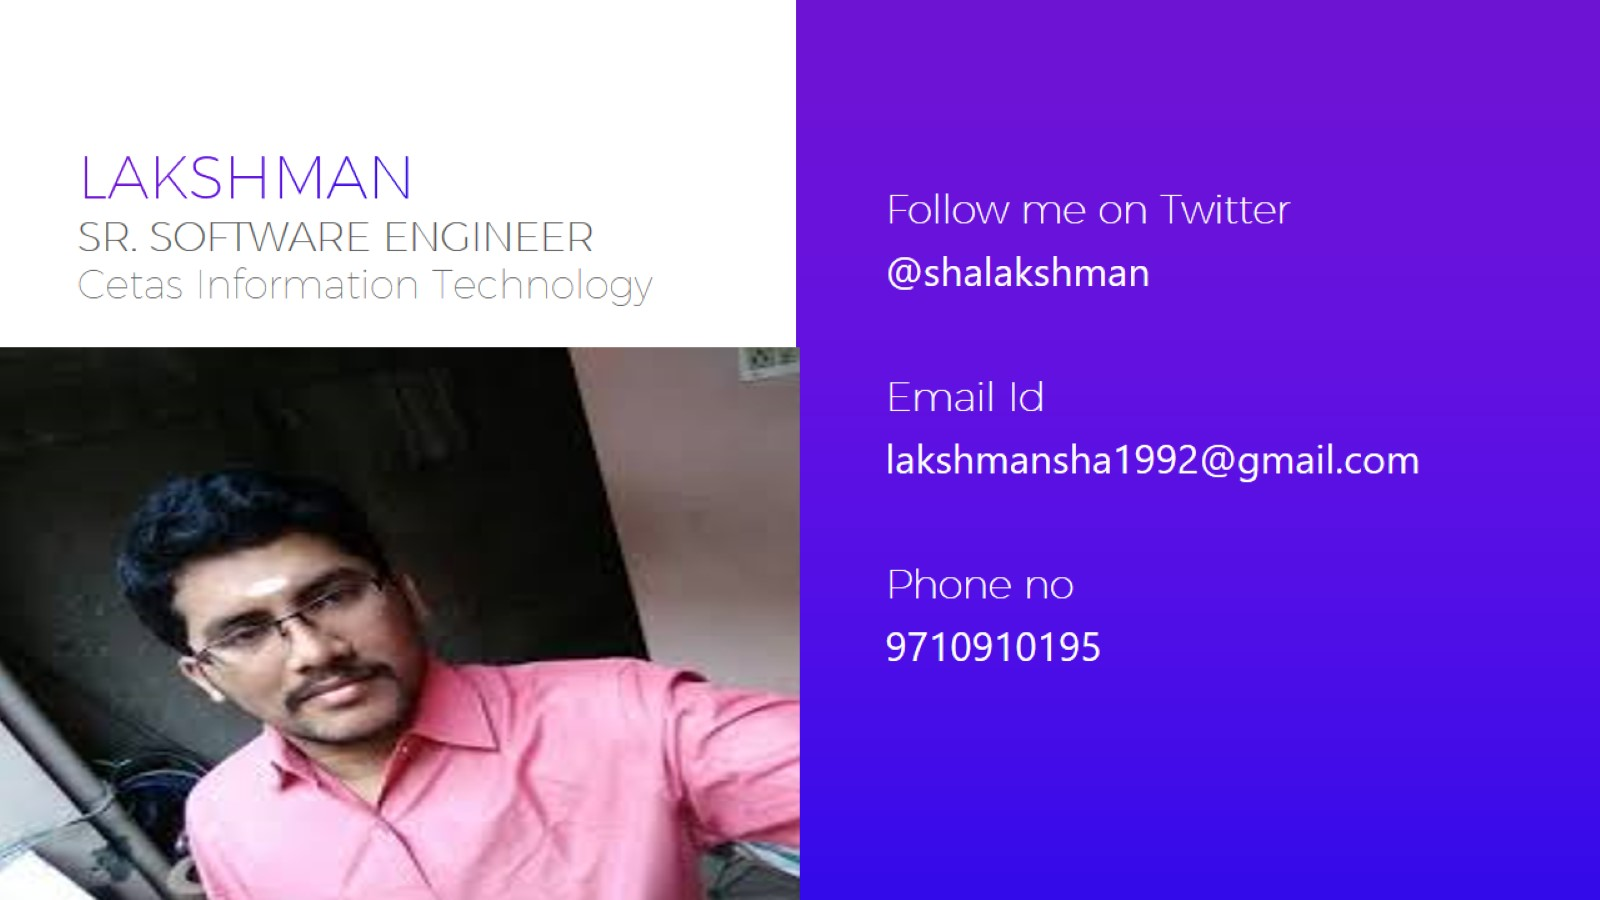 LAKSHMAN
SR. SOFTWARE ENGINEER
Cetas Information Technology
Follow me on Twitter
@shalakshman
Email Id
lakshmansha1992@gmail.com
Phone no
9710910195